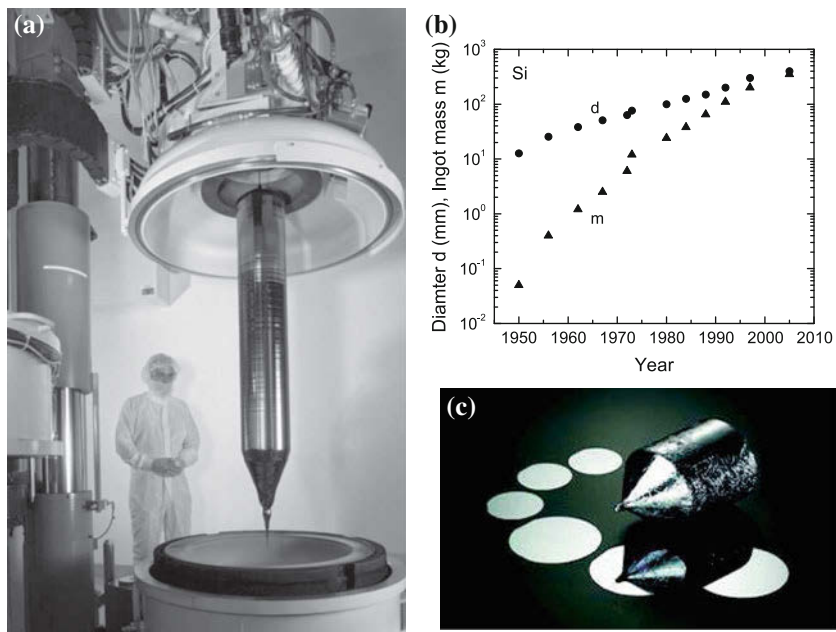 (a)
(b)
10³
10²
10¹
10⁰
10⁻¹
10⁻²
Diamter d (mm), Ingot mass m (kg)
Si
d
m
1950 1960 1970 1980 1990 2000 2010
Year
(c)